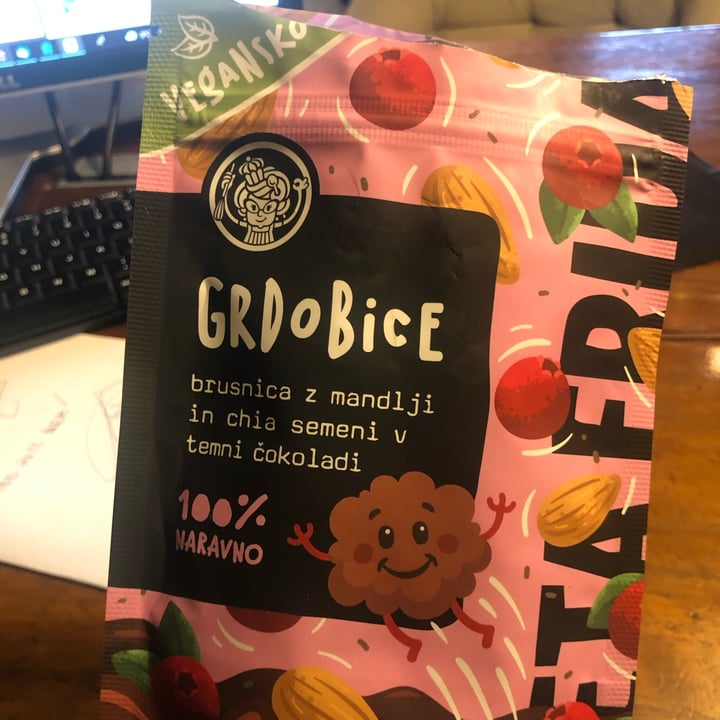 VEGANSKO
GRDOBiCE
brusnica z mandlji
in chia semeni v
temni čokoladi
100%
NARAVNO